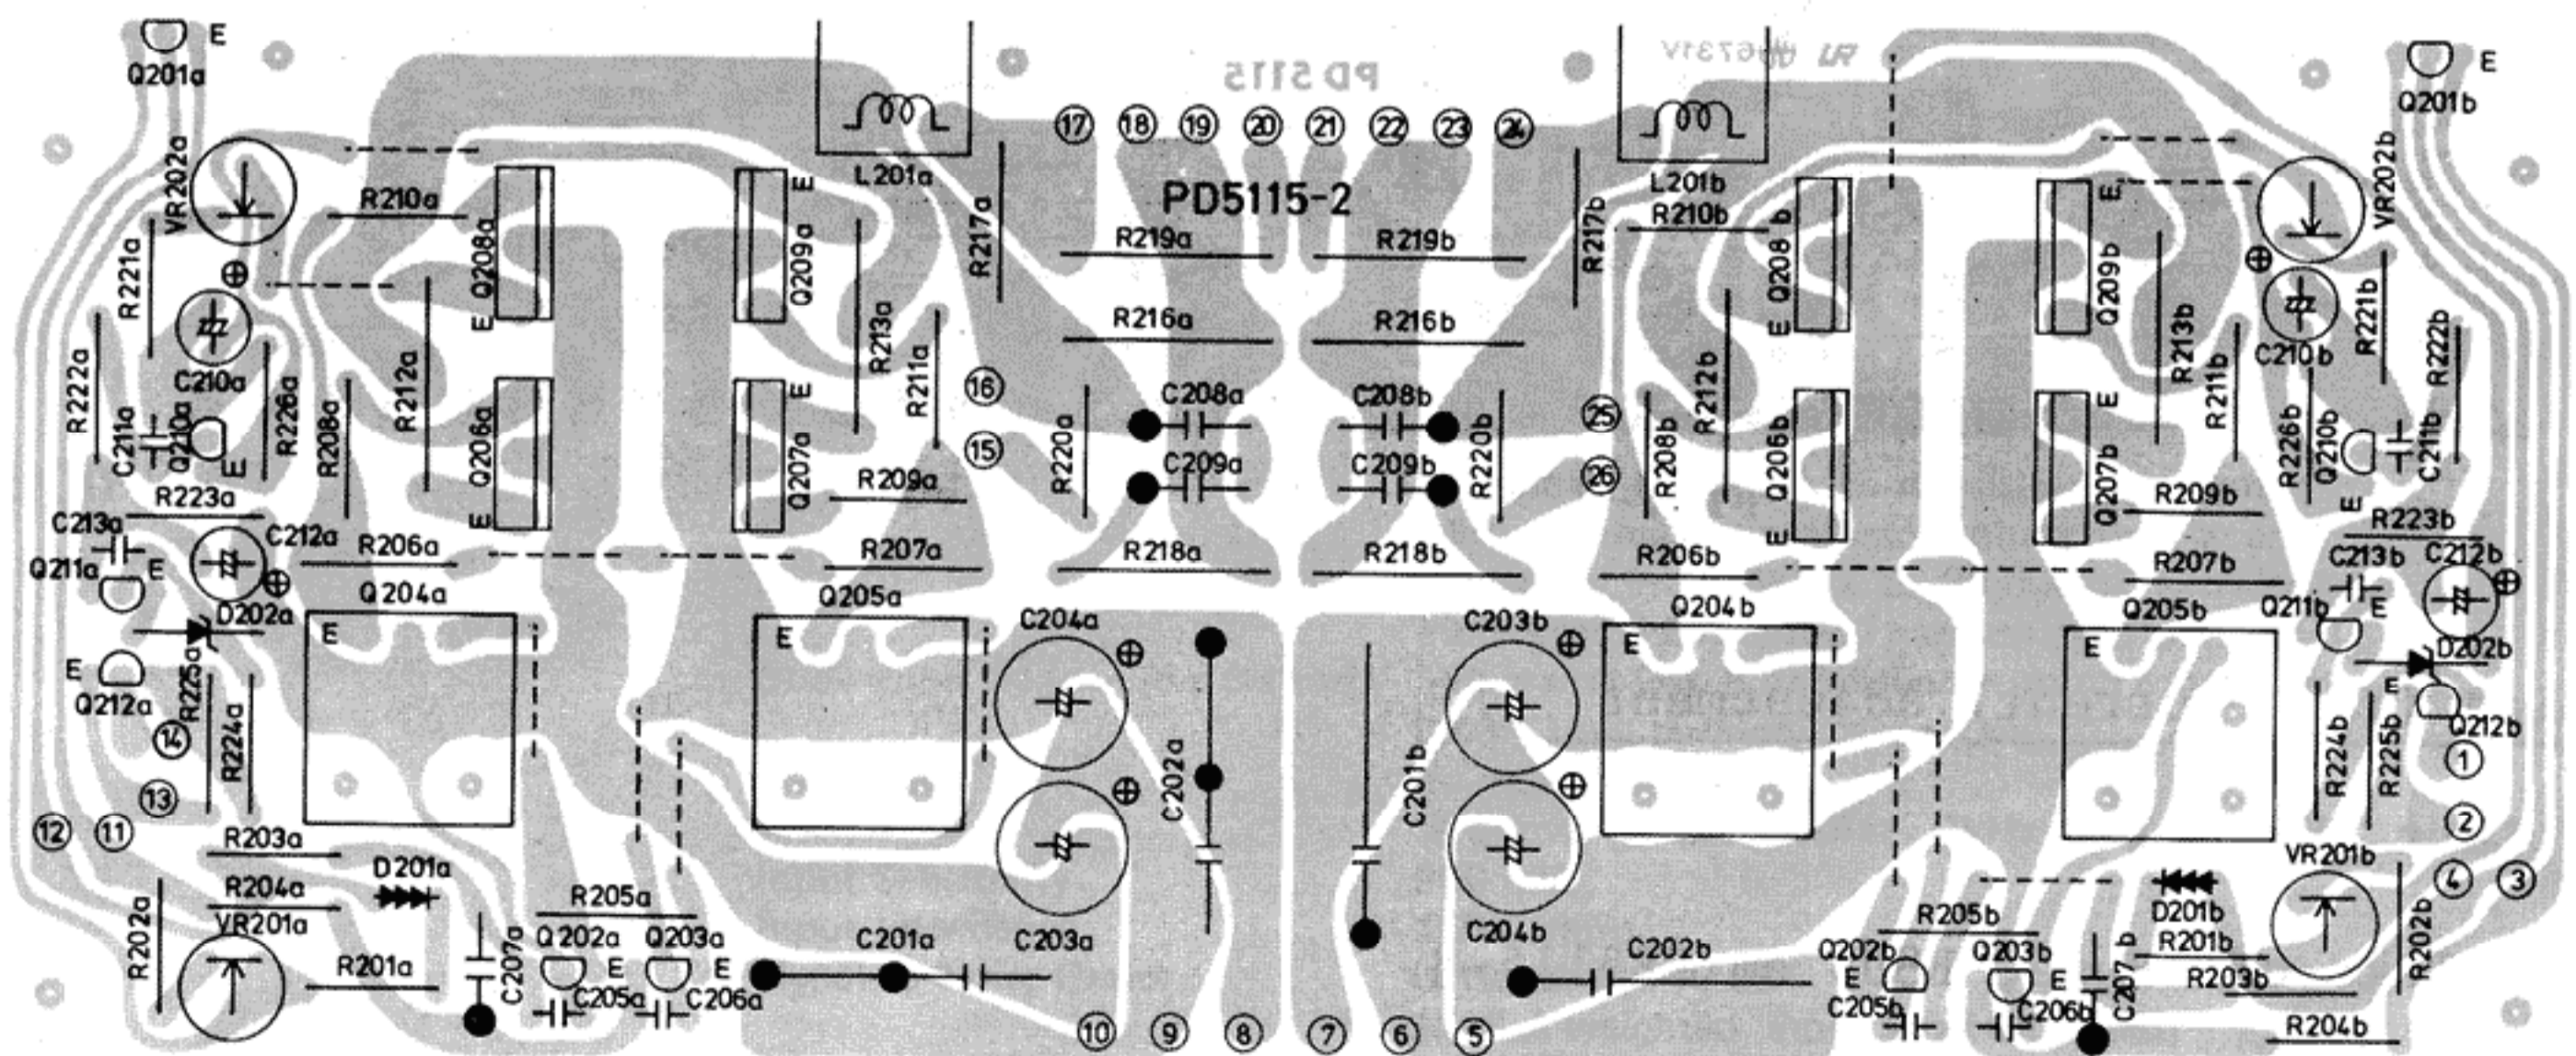 Q201a
E
VR202a
R210a
R221a
⊕
C210a
R222a
C211a
Q210a
E
R226a
R208a
R212a
Q208a
E
Q206a
E
E
Q209a
E
Q207a
L201a
R217a
R213a
R211a
R209a
R207a
R206a
R223a
C213a
C212a
⊕
Q211a
E
D202a
E
Q212a
R225a
R224a
14
13
12
11
Q204a
E
Q205a
E
R203a
D201a
R204a
VR201a
R202a
R201a
C207a
R205a
Q202a
E
Q203a
E
C205a
C206a
C201a
C203a
C204a
⊕
⊕
C202a
PD 5115
17 18 19 20 21 22 23 24
PD5115-2
R219a
R219b
R216a
R216b
16
15
R220a
C208a
C208b
C209a
C209b
R220b
25
26
R218a
R218b
10 9 8 7 6 5
V6731
L201b
R210b
R217b
Q208b
E
Q206b
E
R212b
R208b
R206b
Q204b
E
C203b
⊕
C204b
⊕
C201b
C202b
Q201b
E
VR202b
E
Q209b
E
Q207b
R213b
R211b
⊕
C210b
R221b
R222b
R226b
Q210b
E
C211b
R209b
R207b
R223b
C213b
C212b
⊕
Q211b
E
D202b
E
Q212b
Q205b
E
R224b
R225b
1
2
4
3
VR201b
D201b
R205b
Q202b
E
Q203b
E
C205b
C206b
C207b
R201b
R203b
R204b
R202b